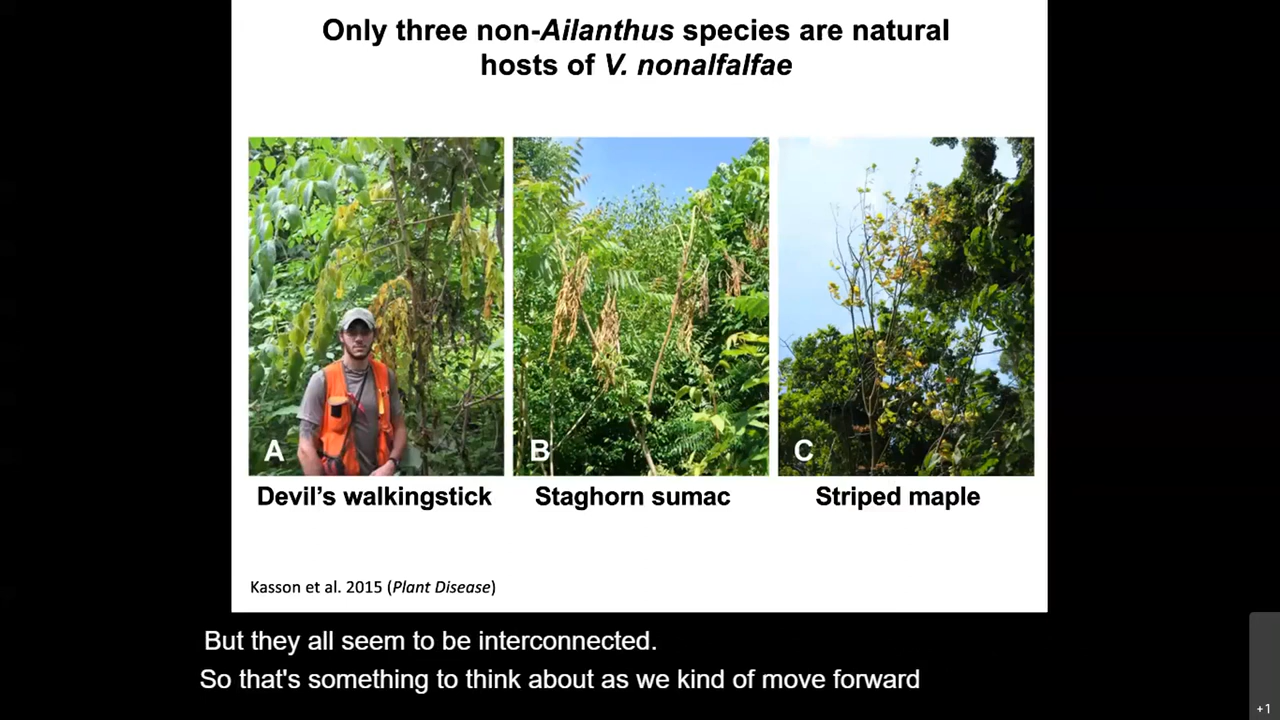 Only three non-Ailanthus species are natural
hosts of V. nonalfalfae
A
B
C
Devil's walkingstick
Staghorn sumac
Striped maple
Kasson et al. 2015 (Plant Disease)
But they all seem to be interconnected.
So that's something to think about as we kind of move forward
+1